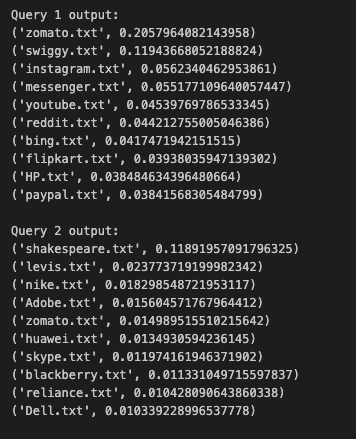 Query 1 output:
('zomato.txt', 0.2057964082143958)
('swiggy.txt', 0.11943668052188824)
('instagram.txt', 0.0562340462953861)
('messenger.txt', 0.055177109640057447)
('youtube.txt', 0.04539769786533345)
('reddit.txt', 0.044212755005046386)
('bing.txt', 0.0417471942151515)
('flipkart.txt', 0.03938035947139302)
('HP.txt', 0.038484634396480664)
('paypal.txt', 0.03841568305484799)

Query 2 output:
('shakespeare.txt', 0.11891957091796325)
('levis.txt', 0.023773719199982342)
('nike.txt', 0.018298548721953117)
('Adobe.txt', 0.015604571767964412)
('zomato.txt', 0.014989515510215642)
('huawei.txt', 0.0134930594236145)
('skype.txt', 0.011974161946371902)
('blackberry.txt', 0.011331049715597837)
('reliance.txt', 0.010428090643860338)
('Dell.txt', 0.010339228996537778)